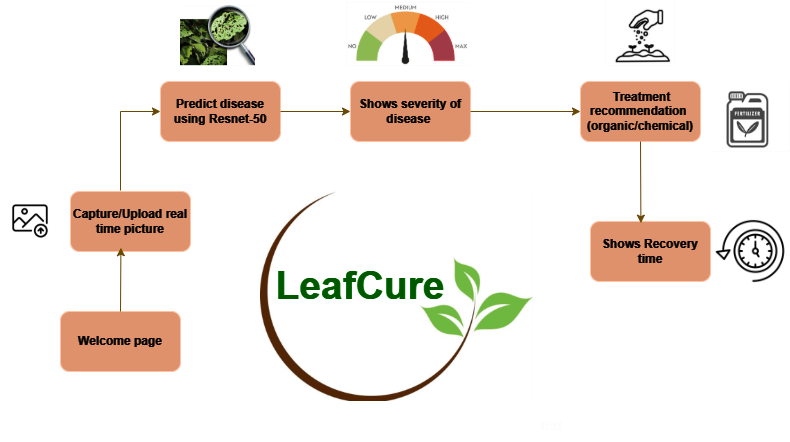 NO
LOW
MEDIUM
HIGH
MAX
Predict disease
using Resnet-50
Shows severity of
disease
Treatment
recommendation
(organic/chemical)
FERTILIZER
Capture/Upload real
time picture
Shows Recovery
time
LeafCure
Welcome page